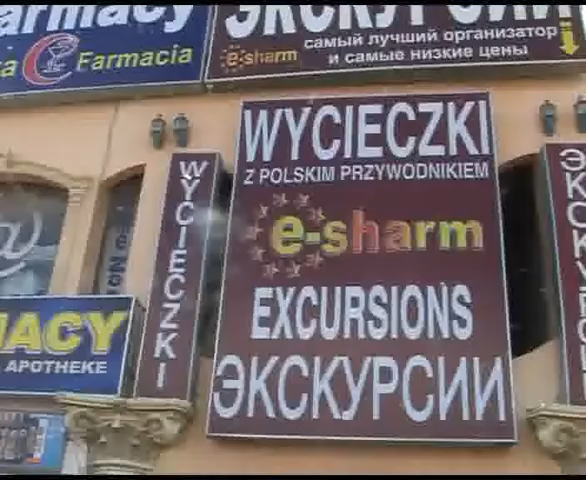 armacy
Farmacia
ЭКСКУРСИИ
e-sharm
самый лучший организатор
и самые низкие цены
WYCIECZKI
Z POLSKIM PRZYWODNIKIEM
e-sharm
EXCURSIONS
ЭКСКУРСИИ
WYCIECZKI
MACY
APOTHEKE
@